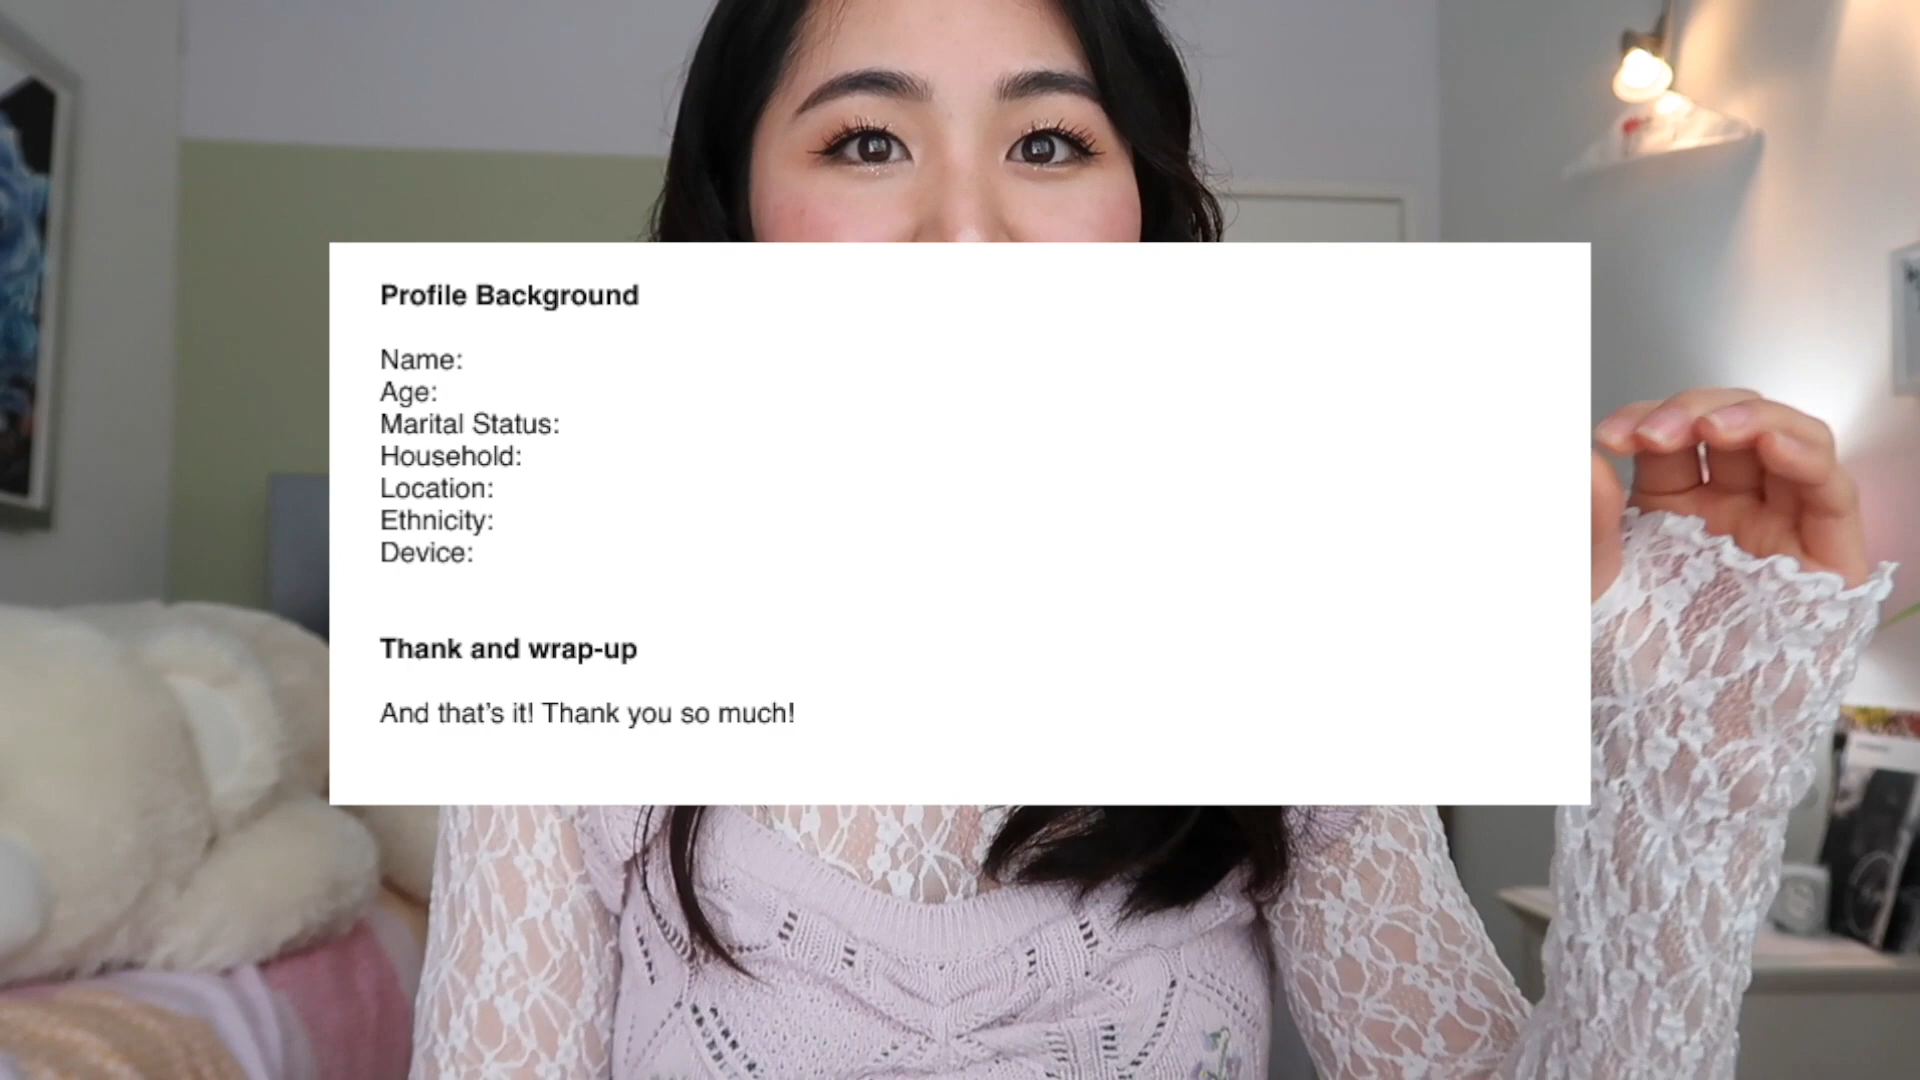 Profile Background
Name:
Age:
Marital Status:
Household:
Location:
Ethnicity:
Device:
Thank and wrap-up
And that's it! Thank you so much!